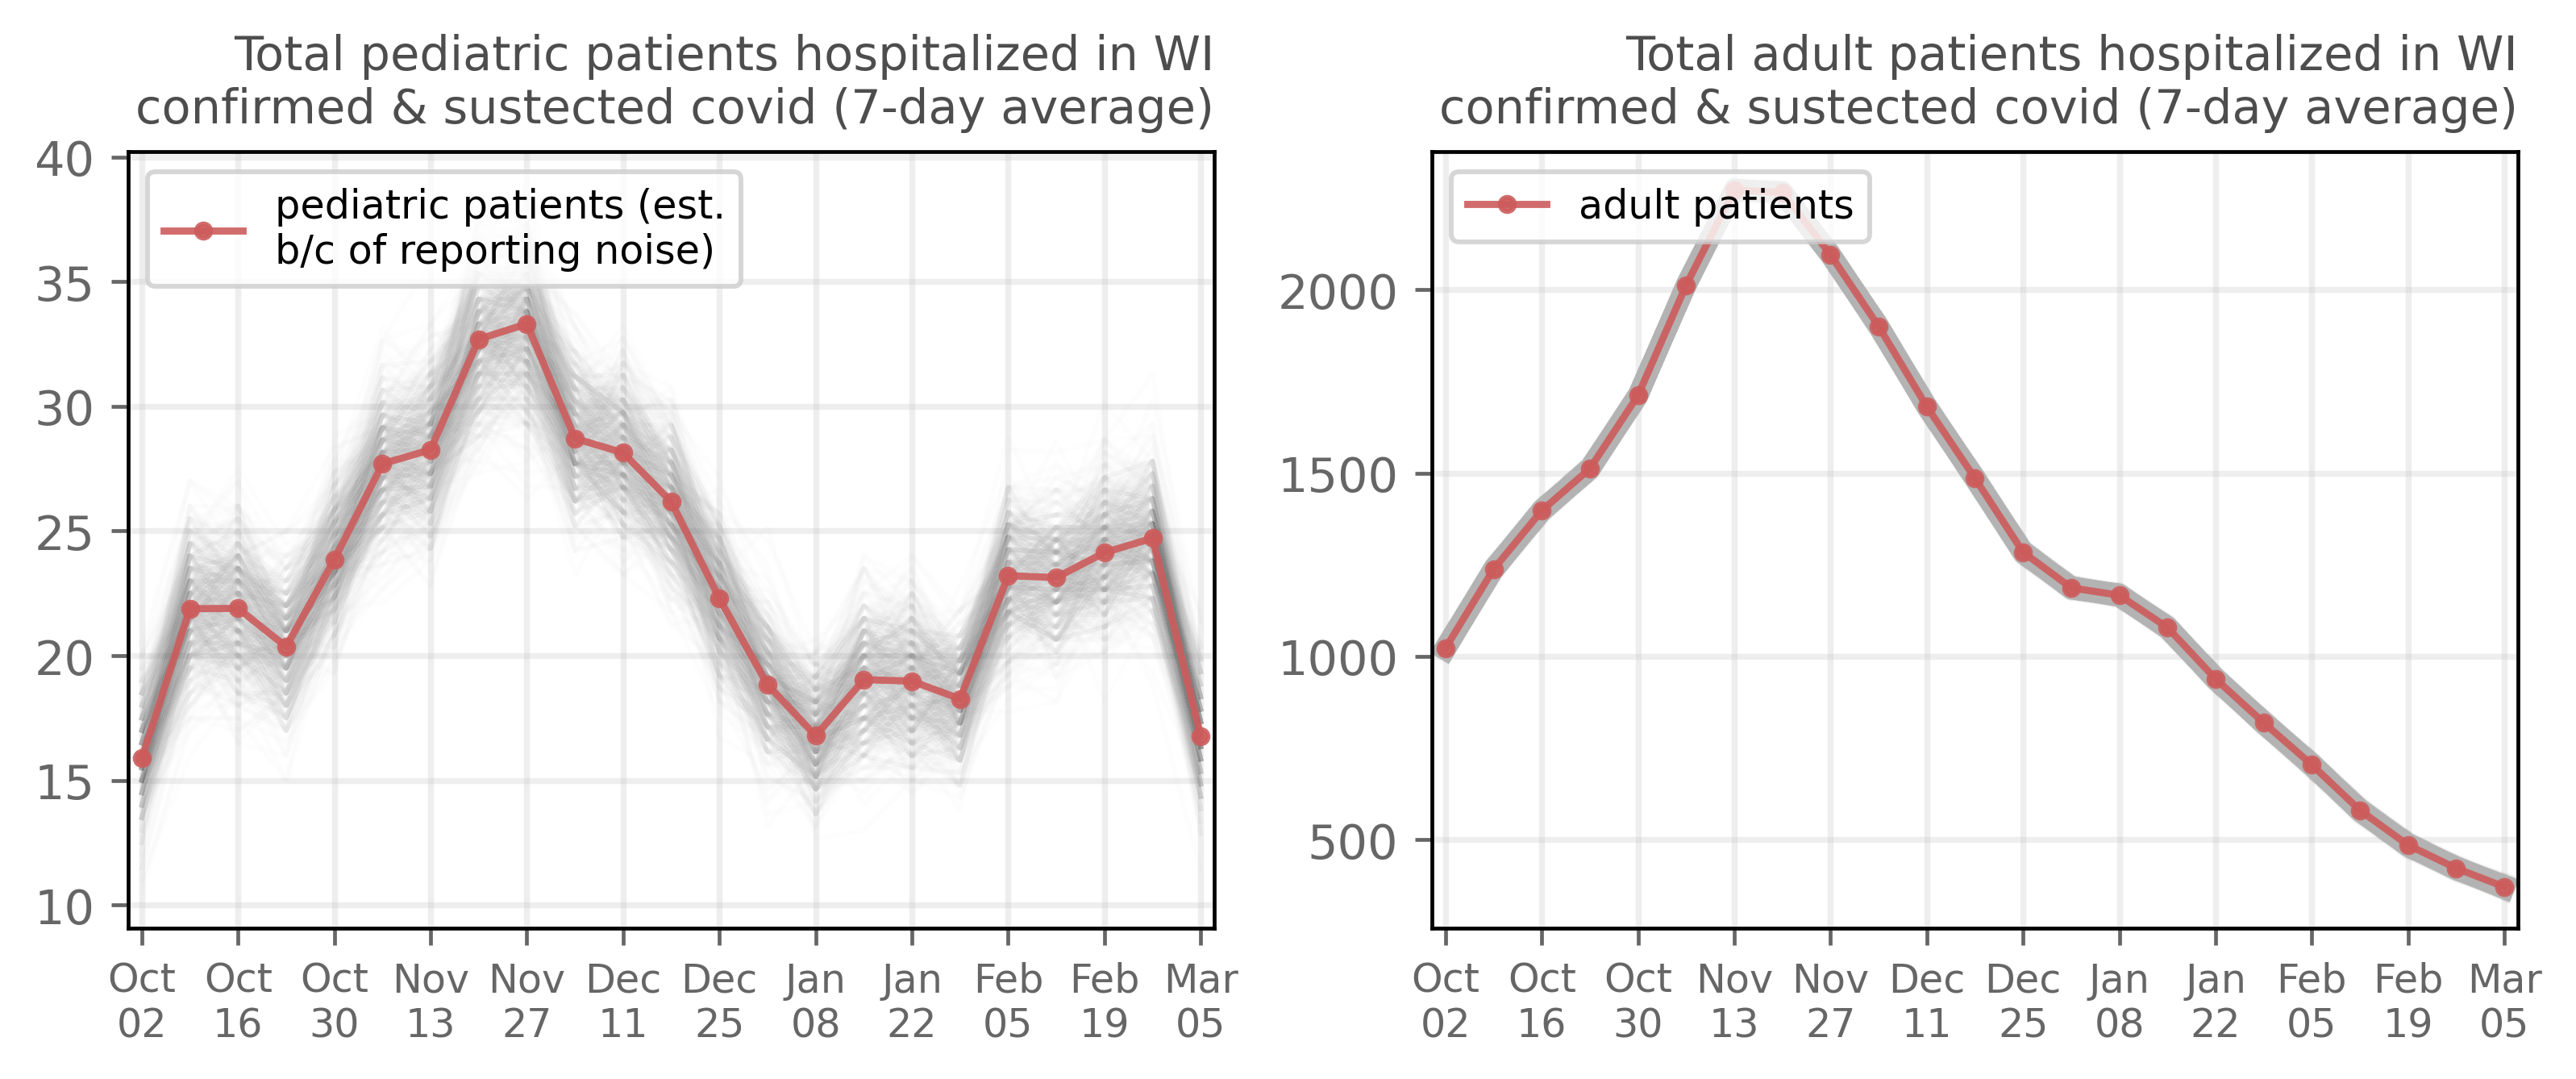 Total pediatric patients hospitalized in WI
confirmed & sustected covid (7-day average)
40
35
30
25
20
15
10
pediatric patients (est.
b/c of reporting noise)
Oct Oct Oct Nov Nov Dec Dec Jan Jan Feb Feb Mar
02 16 30 13 27 11 25 08 22 05 19 05
Total adult patients hospitalized in WI
confirmed & sustected covid (7-day average)
2000
1500
1000
500
adult patients
Oct Oct Oct Nov Nov Dec Dec Jan Jan Feb Feb Mar
02 16 30 13 27 11 25 08 22 05 19 05